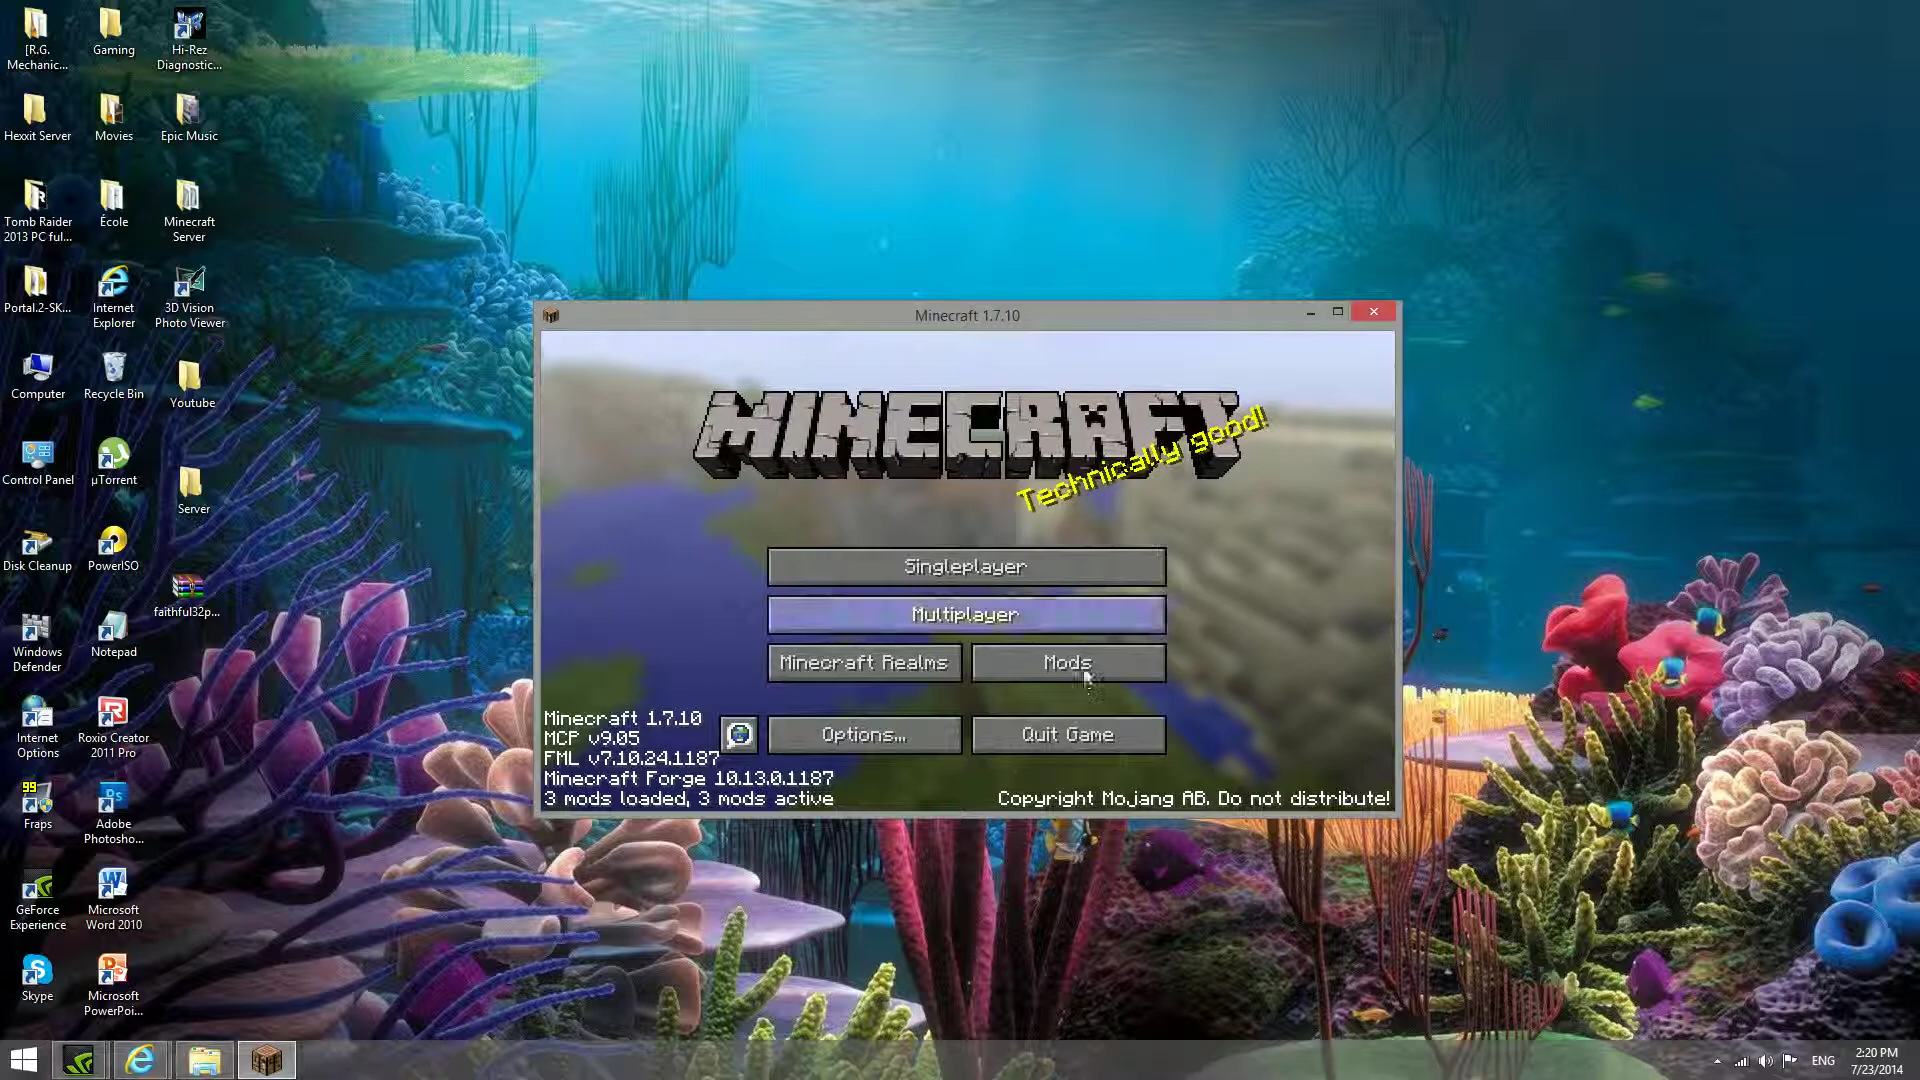 [R.G.
Mechanic...
Gaming
Hi-Rez
Diagnostic...
Hexxit Server
Movies
Epic Music
Tomb Raider
2013 PC ful...
École
Minecraft
Server
Portal.2-SK...
Internet
Explorer
3D Vision
Photo Viewer
Computer
Recycle Bin
Youtube
Control Panel
µTorrent
Server
Disk Cleanup
PowerISO
faithful32p...
Windows
Defender
Notepad
Internet
Options
Roxio Creator
2011 Pro
99
Fraps
Ps
Adobe
Photosho...
GeForce
Experience
Microsoft
Word 2010
Skype
Microsoft
PowerPoi...
Minecraft 1.7.10
MINECRAFT
Technically good!
Singleplayer
Multiplayer
Minecraft Realms
Mods
Options...
Quit Game
Minecraft 1.7.10
MCP v9.05
FML v7.10.24.1187
Minecraft Forge 10.13.0.1187
3 mods loaded, 3 mods active
Copyright Mojang AB. Do not distribute!
ENG
2:20 PM
7/23/2014